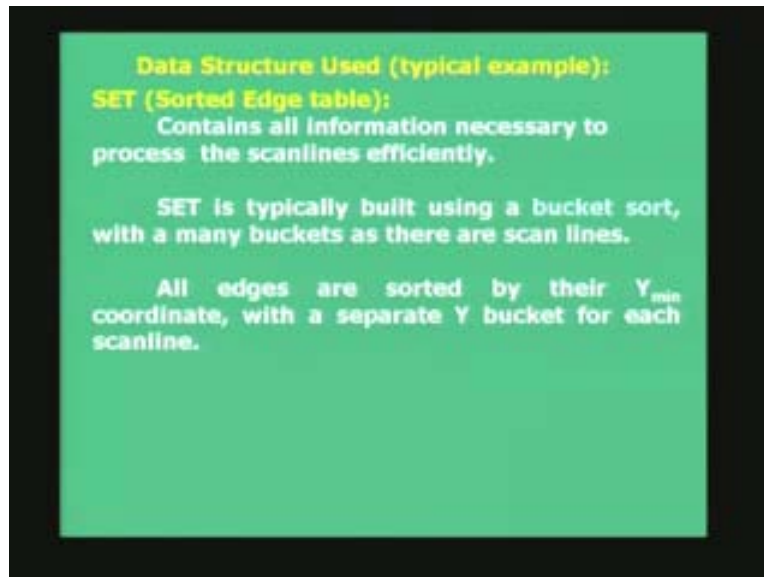 Data Structure Used (typical example):
SET (Sorted Edge table):
Contains all information necessary to
process the scanlines efficiently.
SET is typically built using a bucket sort,
with a many buckets as there are scan lines.
All edges are sorted by their Ymin
coordinate, with a separate Y bucket for each
scanline.